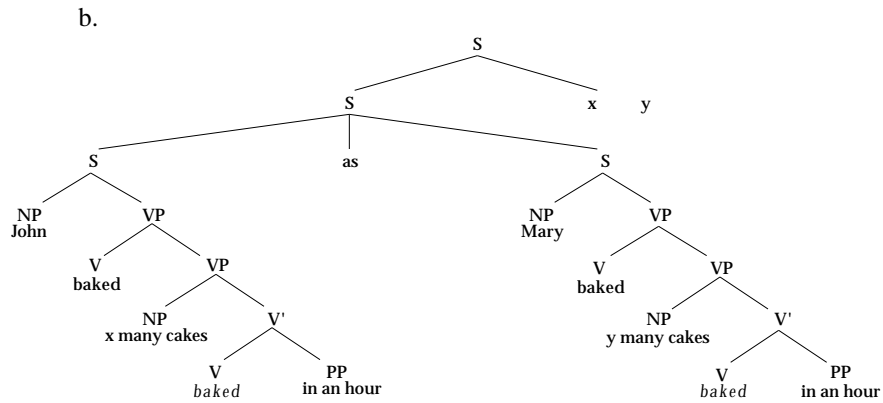 b.
S
S x y
S as S
NP VP NP VP
John Mary
V VP V VP
baked baked
NP V' NP V'
x many cakes y many cakes
V PP V PP
baked in an hour baked in an hour